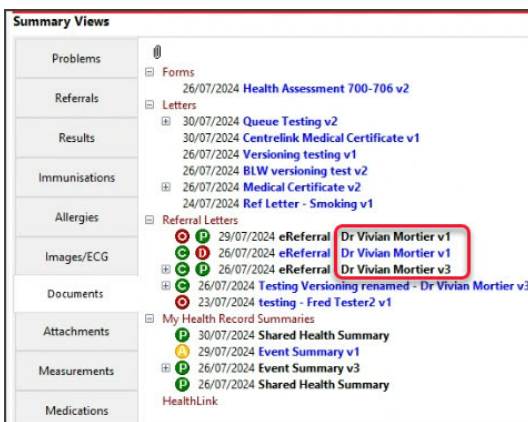 Summary Views
Problems
Referrals
Results
Immunisations
Allergies
Images/ECG
Documents
Attachments
Measurements
Medications
Forms
26/07/2024 Health Assessment 700-706 v2
Letters
30/07/2024 Queue Testing v2
30/07/2024 Centrelink Medical Certificate v1
26/07/2024 Versioning testing v1
26/07/2024 BLW versioning test v2
26/07/2024 Medical Certificate v2
24/07/2024 Ref Letter - Smoking v1
Referral Letters
O P 29/07/2024 eReferral Dr Vivian Mortier v1
C D 26/07/2024 eReferral Dr Vivian Mortier v1
C P 26/07/2024 eReferral Dr Vivian Mortier v3
C 26/07/2024 Testing Versioning renamed - Dr Vivian Mortier v3
O 23/07/2024 testing - Fred Tester2 v1
My Health Record Summaries
P 30/07/2024 Shared Health Summary
A 29/07/2024 Event Summary v1
P 26/07/2024 Event Summary v3
P 26/07/2024 Shared Health Summary
HealthLink